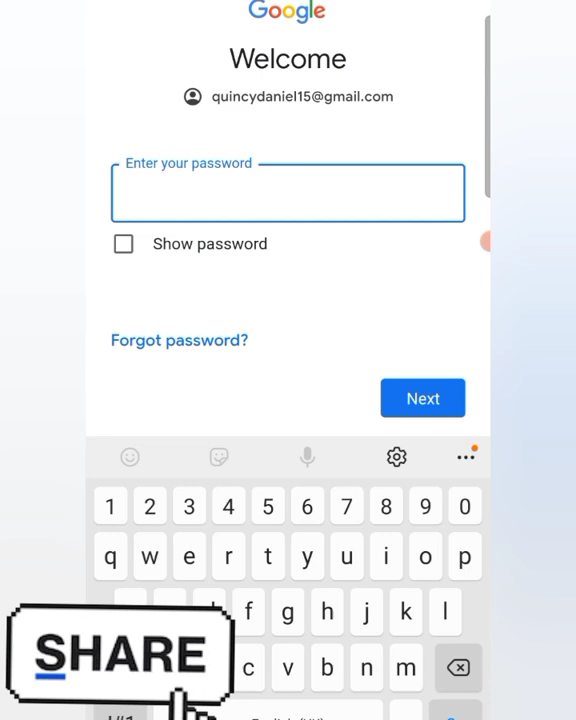 Google
Welcome
quincydaniel15@gmail.com
Enter your password
Show password
Forgot password?
Next
1 2 3 4 5 6 7 8 9 0
q w e r t y u i o p
f g h j k l
SHARE
c v b n m